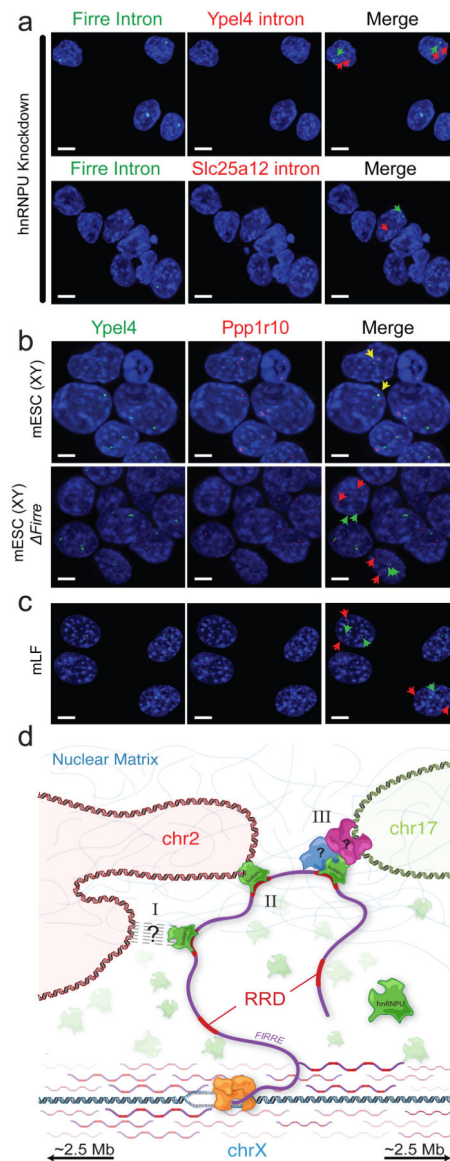 a
Firre Intron Ypel4 intron Merge
hnRNPU Knockdown
Firre Intron Slc25a12 intron Merge
b
Ypel4 Ppp1r10 Merge
mESC (XY)
mESC (XY)
ΔFirre
c
mLF
d
Nuclear Matrix
chr2
III
chr17
?
?
I
?
II
RRD
hnRNPU
FIRRE
~2.5 Mb chrX ~2.5 Mb